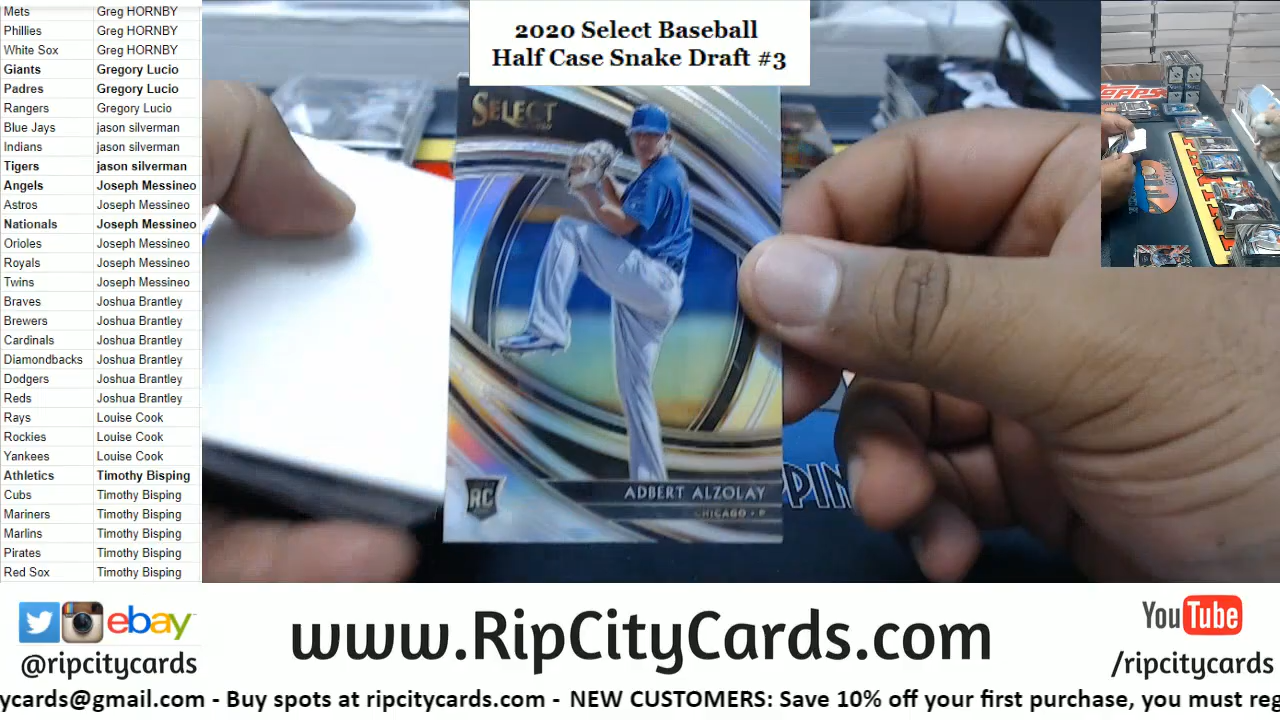 2020 Select Baseball
Half Case Snake Draft #3
Mets Greg HORNBY
Phillies Greg HORNBY
White Sox Greg HORNBY
Giants Gregory Lucio
Padres Gregory Lucio
Rangers Gregory Lucio
Blue Jays jason silverman
Indians jason silverman
Tigers jason silverman
Angels Joseph Messineo
Astros Joseph Messineo
Nationals Joseph Messineo
Orioles Joseph Messineo
Royals Joseph Messineo
Twins Joseph Messineo
Braves Joshua Brantley
Brewers Joshua Brantley
Cardinals Joshua Brantley
Diamondbacks Joshua Brantley
Dodgers Joshua Brantley
Reds Joshua Brantley
Rays Louise Cook
Rockies Louise Cook
Yankees Louise Cook
Athletics Timothy Bisping
Cubs Timothy Bisping
Mariners Timothy Bisping
Marlins Timothy Bisping
Pirates Timothy Bisping
Red Sox Timothy Bisping
SELECT
RC
ADBERT ALZOLAY
CHICAGO • P
PPIN
TOPPS
ebay
@ripcitycards
www.RipCityCards.com
YouTube
/ripcitycards
ycards@gmail.com - Buy spots at ripcitycards.com - NEW CUSTOMERS: Save 10% off your first purchase, you must reg